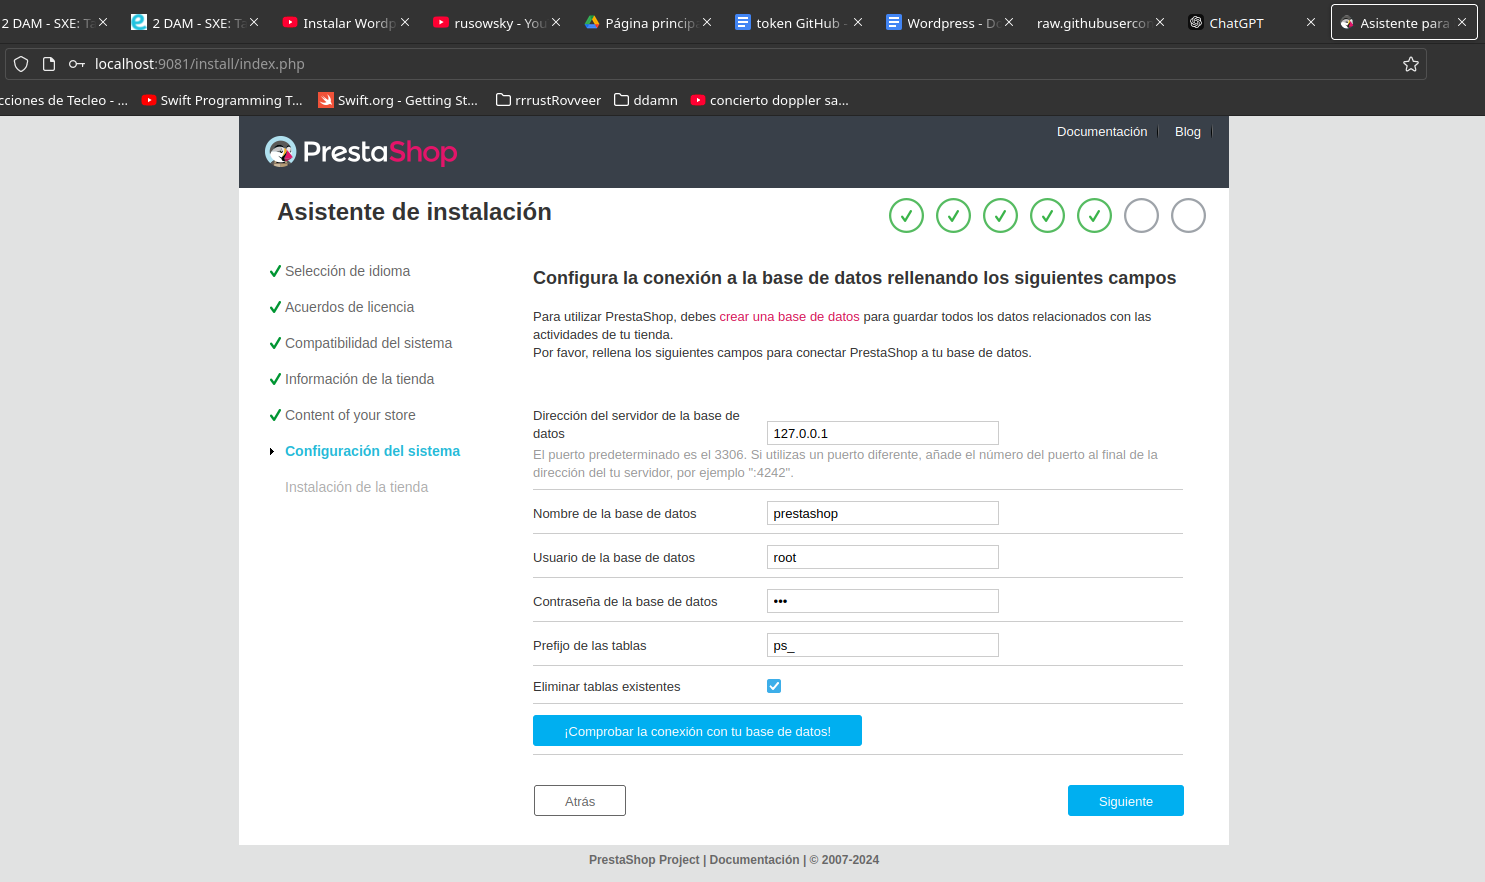 2 DAM - SXE: Ta
2 DAM - SXE: Ta
Instalar Wordp
rusowsky - You
Página principa
token GitHub -
Wordpress - Do
raw.githubusercon
ChatGPT
Asistente para
localhost:9081/install/index.php
cciones de Tecleo - ...
Swift Programming T...
Swift.org - Getting St...
rrrustRovveer
ddamn
concierto doppler sa...
Documentación
Blog
PrestaShop
Asistente de instalación
Selección de idioma
Acuerdos de licencia
Compatibilidad del sistema
Información de la tienda
Content of your store
Configuración del sistema
Instalación de la tienda
Configura la conexión a la base de datos rellenando los siguientes campos
Para utilizar PrestaShop, debes crear una base de datos para guardar todos los datos relacionados con las
actividades de tu tienda.
Por favor, rellena los siguientes campos para conectar PrestaShop a tu base de datos.
Dirección del servidor de la base de
datos
127.0.0.1
El puerto predeterminado es el 3306. Si utilizas un puerto diferente, añade el número del puerto al final de la
dirección del tu servidor, por ejemplo ":4242".
Nombre de la base de datos
prestashop
Usuario de la base de datos
root
Contraseña de la base de datos
•••
Prefijo de las tablas
ps_
Eliminar tablas existentes
¡Comprobar la conexión con tu base de datos!
Atrás
Siguiente
PrestaShop Project | Documentación | © 2007-2024